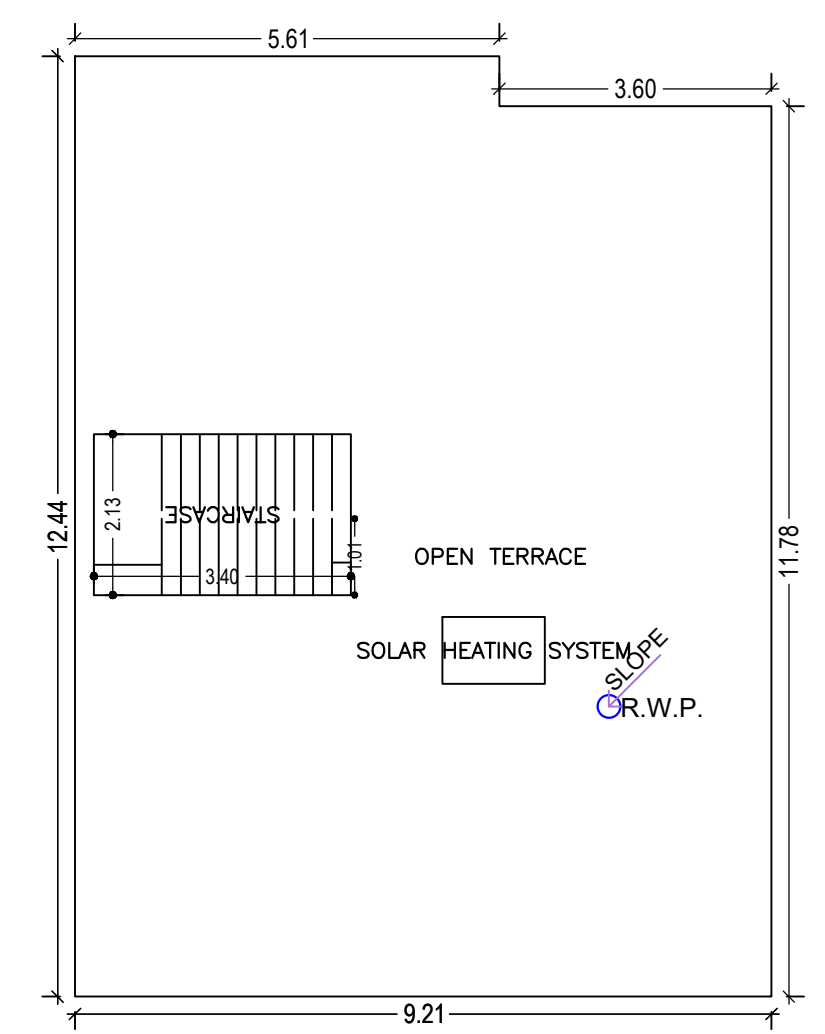 5.61
3.60
12.44
11.78
2.13
STAIRCASE
1.01
3.40
OPEN TERRACE
SOLAR HEATING SYSTEM
SLOPE
R.W.P.
9.21